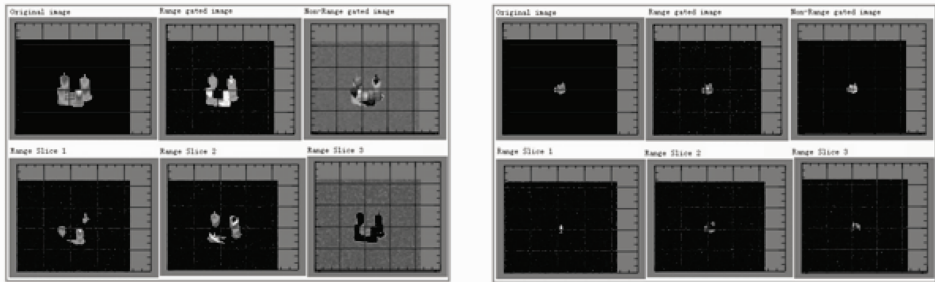 Original image
Range gated image
Non-Range gated image
Range Slice 1
Range Slice 2
Range Slice 3
Original image
Range gated image
Non-Range gated image
Range Slice 1
Range Slice 2
Range Slice 3